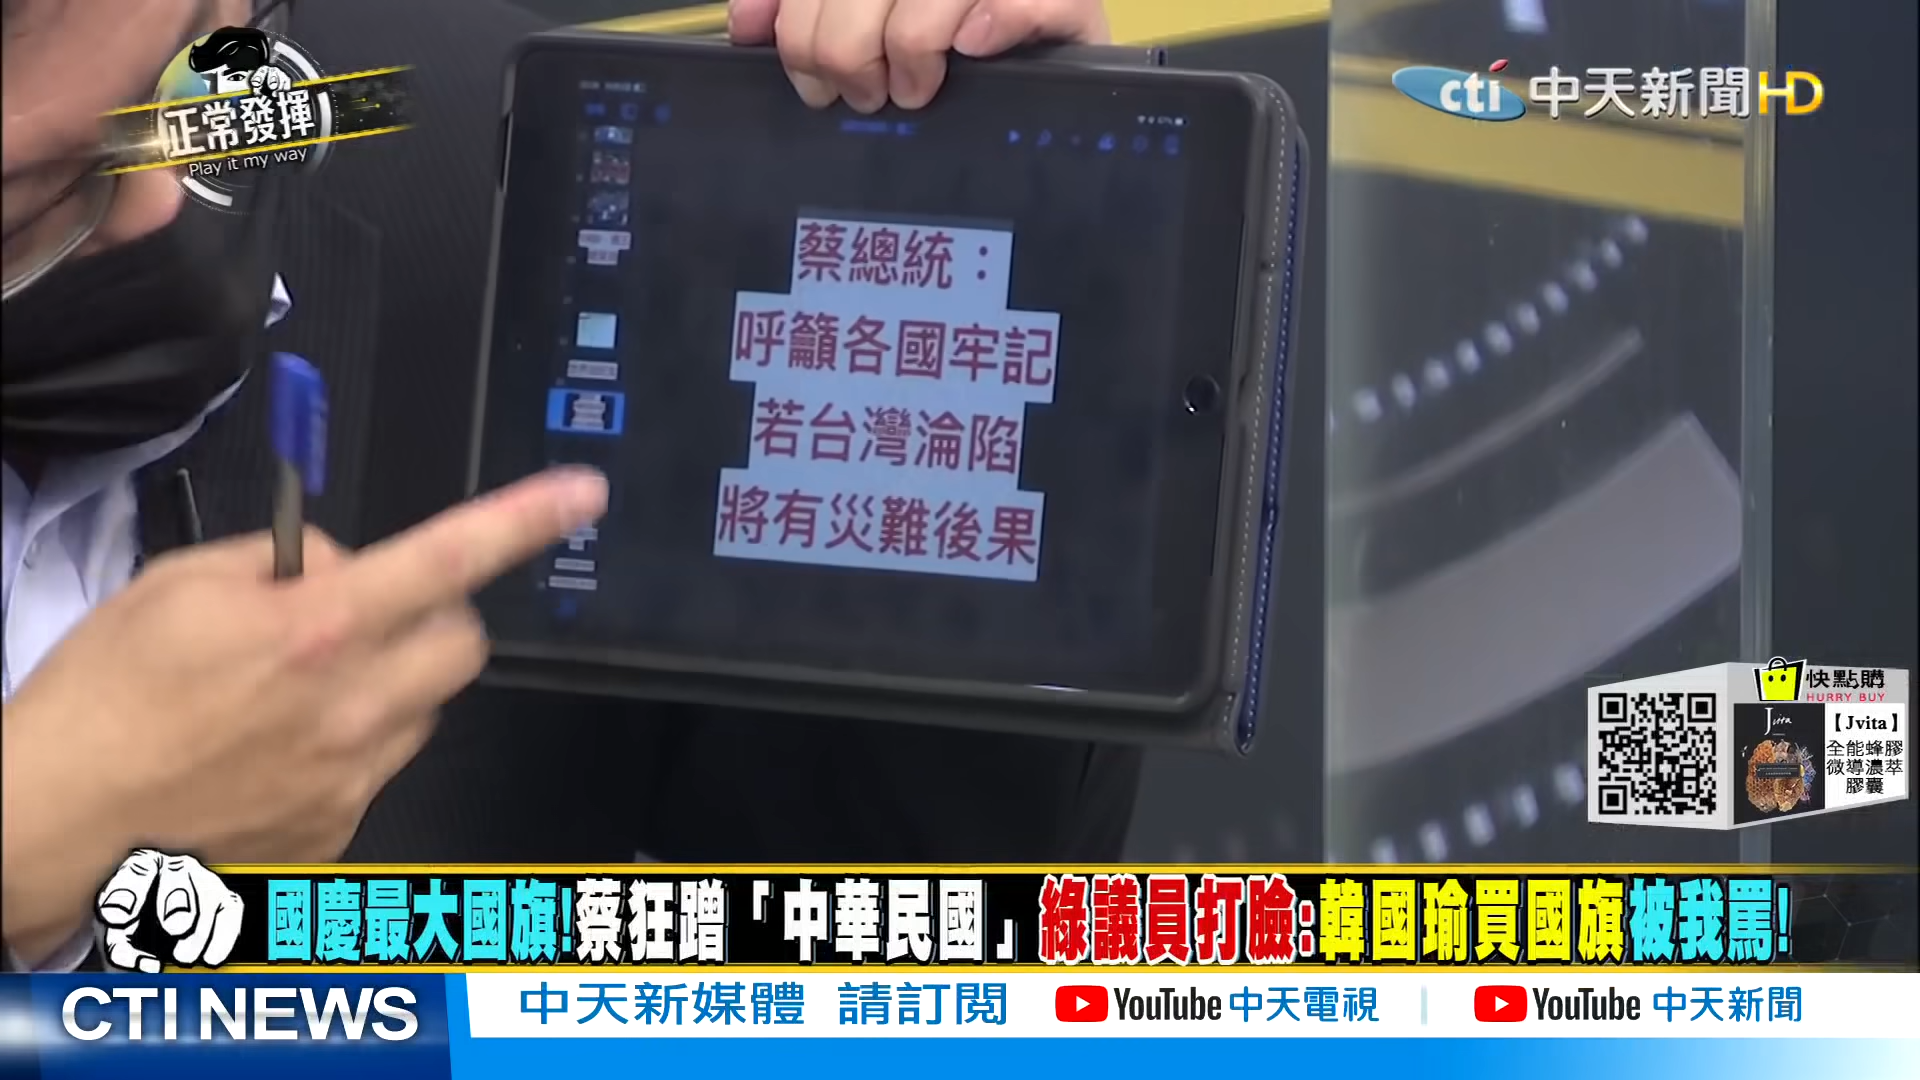 正常發揮
Play it my way
cti 中天新聞HD
蔡總統：
呼籲各國牢記
若台灣淪陷
將有災難後果
快點購
HURRY BUY
Jvita
【Jvita】
全能蜂膠
微導濃萃
膠囊
國慶最大國旗!蔡狂蹭「中華民國」綠議員打臉:韓國瑜買國旗被我罵!
CTI NEWS
中天新媒體 請訂閱 YouTube 中天電視 | YouTube 中天新聞